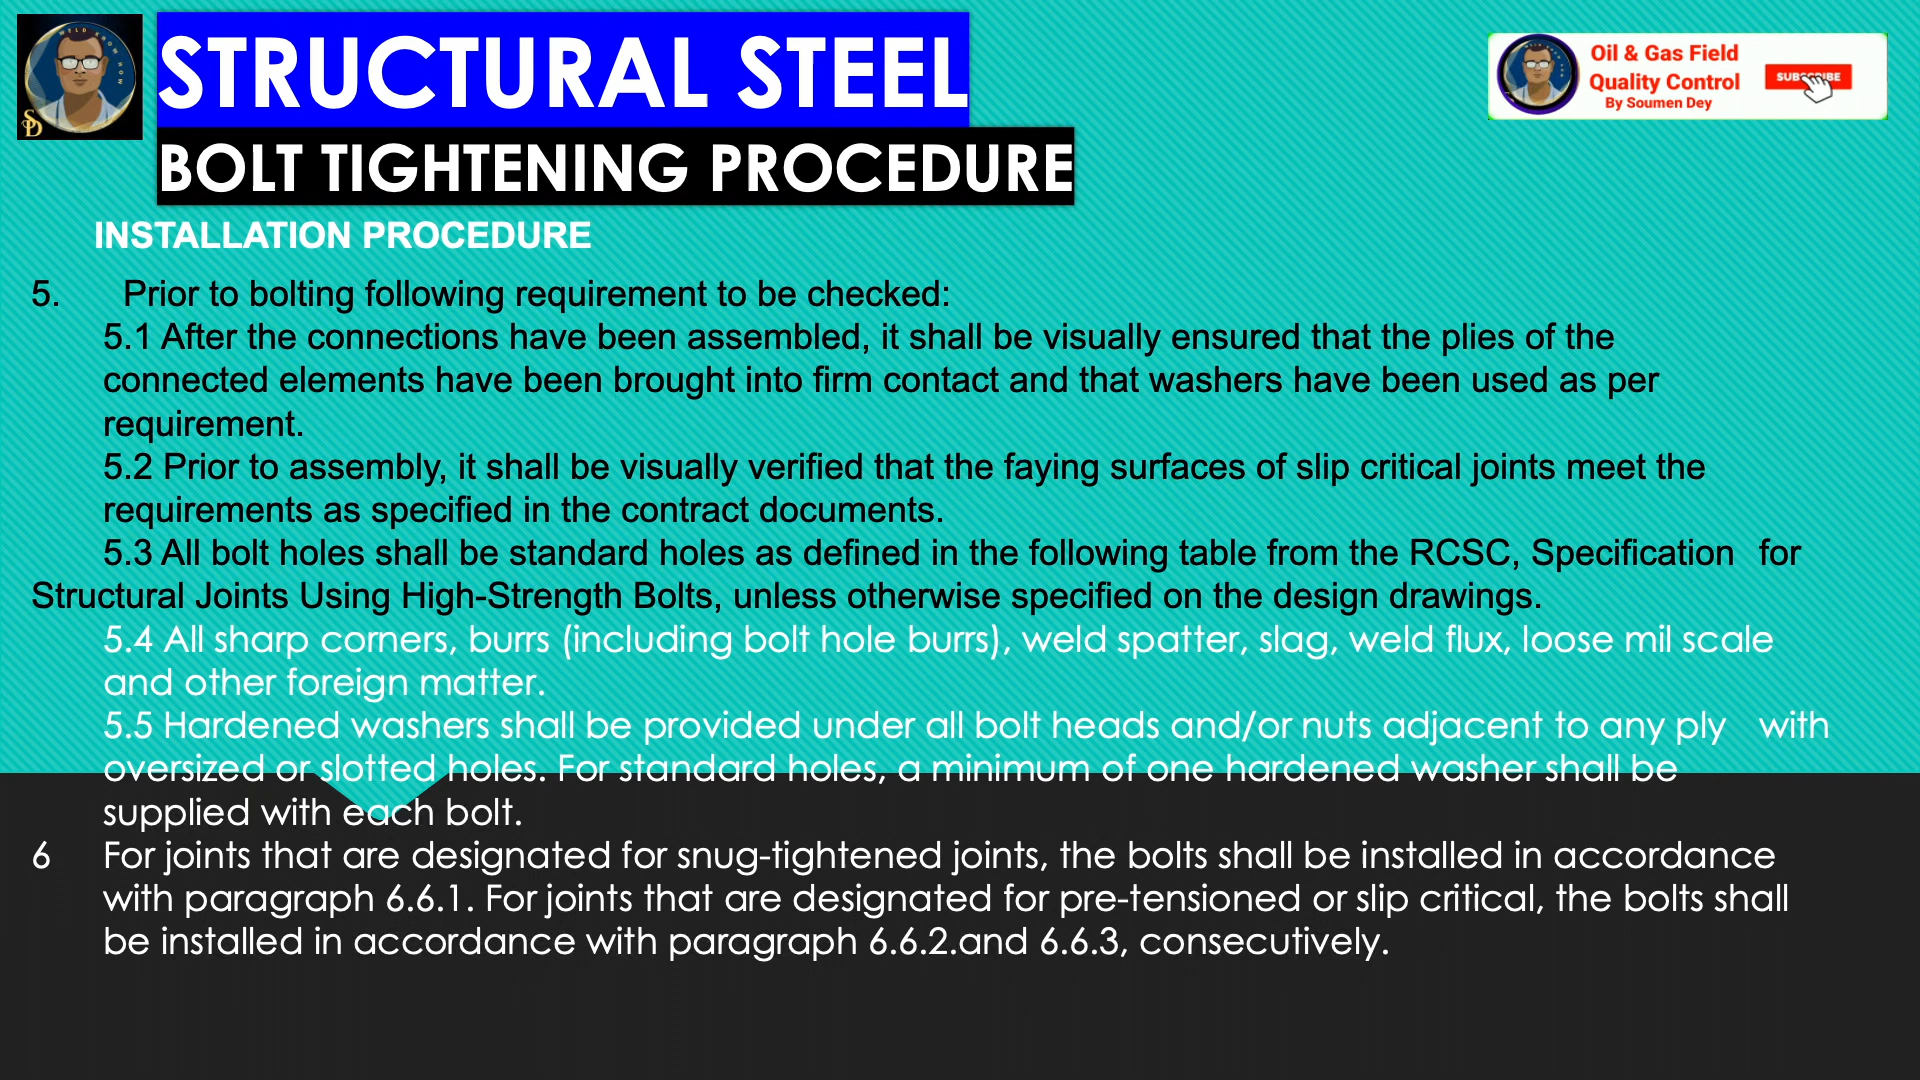 WELD KNOW HOW
SD
STRUCTURAL STEEL
BOLT TIGHTENING PROCEDURE
Oil & Gas Field
Quality Control
By Soumen Dey
SUBSCRIBE
INSTALLATION PROCEDURE
5. Prior to bolting following requirement to be checked:
5.1 After the connections have been assembled, it shall be visually ensured that the plies of the
connected elements have been brought into firm contact and that washers have been used as per
requirement.
5.2 Prior to assembly, it shall be visually verified that the faying surfaces of slip critical joints meet the
requirements as specified in the contract documents.
5.3 All bolt holes shall be standard holes as defined in the following table from the RCSC, Specification for
Structural Joints Using High-Strength Bolts, unless otherwise specified on the design drawings.
5.4 All sharp corners, burrs (including bolt hole burrs), weld spatter, slag, weld flux, loose mil scale
and other foreign matter.
5.5 Hardened washers shall be provided under all bolt heads and/or nuts adjacent to any ply with
oversized or slotted holes. For standard holes, a minimum of one hardened washer shall be
supplied with each bolt.
6 For joints that are designated for snug-tightened joints, the bolts shall be installed in accordance
with paragraph 6.6.1. For joints that are designated for pre-tensioned or slip critical, the bolts shall
be installed in accordance with paragraph 6.6.2.and 6.6.3, consecutively.